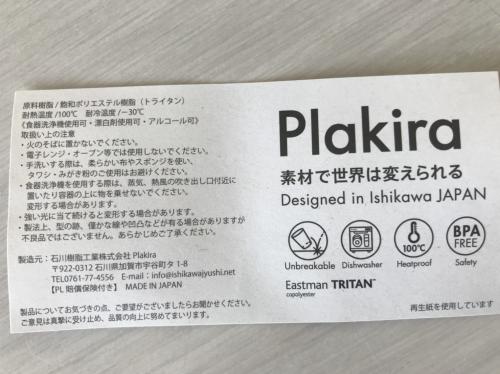 原料樹脂 / 飽和ポリエステル樹脂（トライタン）
耐熱温度 /100℃　耐冷温度 /−30℃
《食器洗浄機使用可・漂白剤使用可・アルコール可》
取扱い上の注意
・火のそばに置かないでください。
・電子レンジ・オーブン等では使用しないでください。
・手洗いする際は、柔らかい布やスポンジを使い、
タワシ・みがき粉のご使用はお避けください。
・食器洗浄機を使用する際は、蒸気、熱風の吹き出し口付近に
置いたり容器の上に物を乗せないでください。
変形する場合があります。
・強い光に当て続けると変形する場合があります。
・製法上、型の跡、僅かな線や凹凸などが有る場合がありますが
不良品ではございません。あらかじめご了承ください。
製造元：石川樹脂工業株式会社 Plakira
〒922-0312 石川県加賀市宇谷町タ 1-8
TEL0761-77-4556　E-mail：info@ishikawajyushi.net
【PL 賠償保険付き】　MADE IN JAPAN
製品についてお気づきの点、ご要望がございましたらお聞かせください。
ご意見は真摯に受け止め、品質の向上に努めてまいります。
Plakira
素材で世界は変えられる
Designed in Ishikawa JAPAN
100℃
BPA
FREE
Unbreakable
Dishwasher
Heatproof
Safety
Eastman TRITAN™
copolyester
再生紙を使用しています